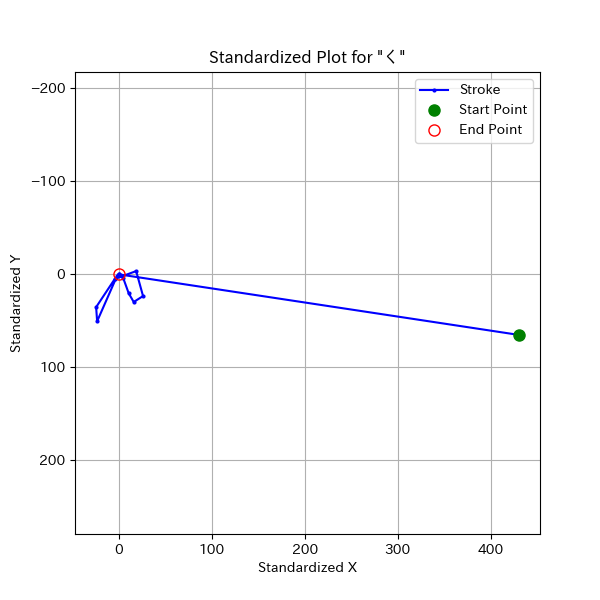 Standardized Plot for "く"
Stroke
Start Point
End Point
−200
−100
0
100
200
Standardized Y
0 100 200 300 400
Standardized X